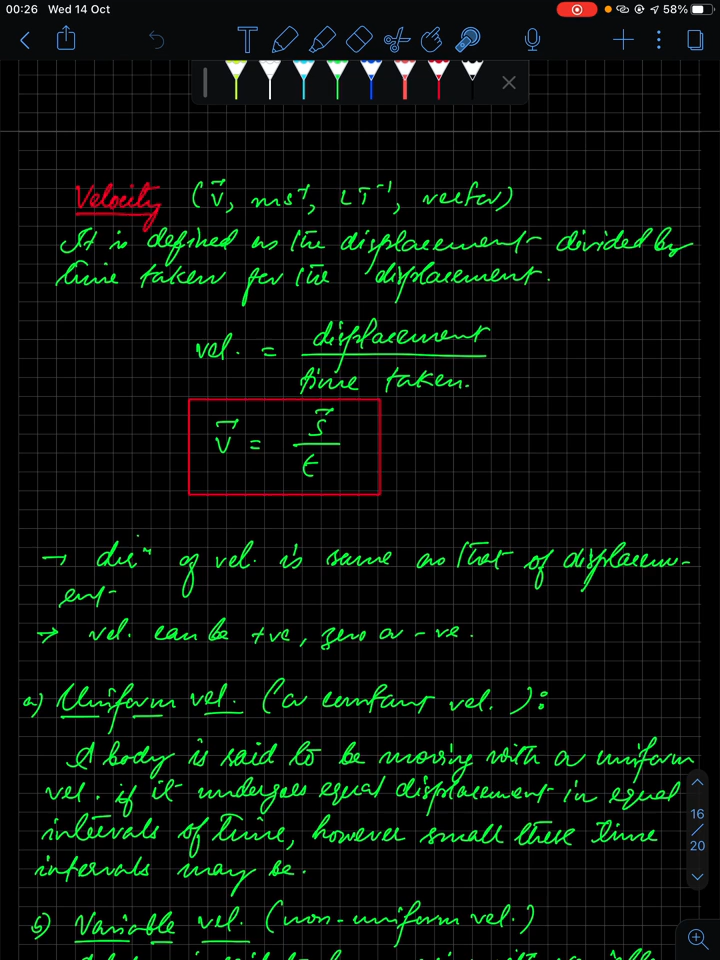 00:26 Wed 14 Oct 58%
T
Velocity (v⃗, ms⁻¹, LT⁻¹, vector)
It is defined as the displacement divided by
time taken for the displacement.
vel. = displacement
time taken.
v⃗ = s⃗
t
→ dirⁿ of vel. is same as that of displacem-
ent
→ vel. can be +ve, zero or -ve.
a) Uniform vel. (or constant vel.):
A body is said to be moving with a uniform
vel. if it undergoes equal displacement in equal
intervals of time, however small these time
intervals may be.
16
/
20
b) Variable vel. (non-uniform vel.)